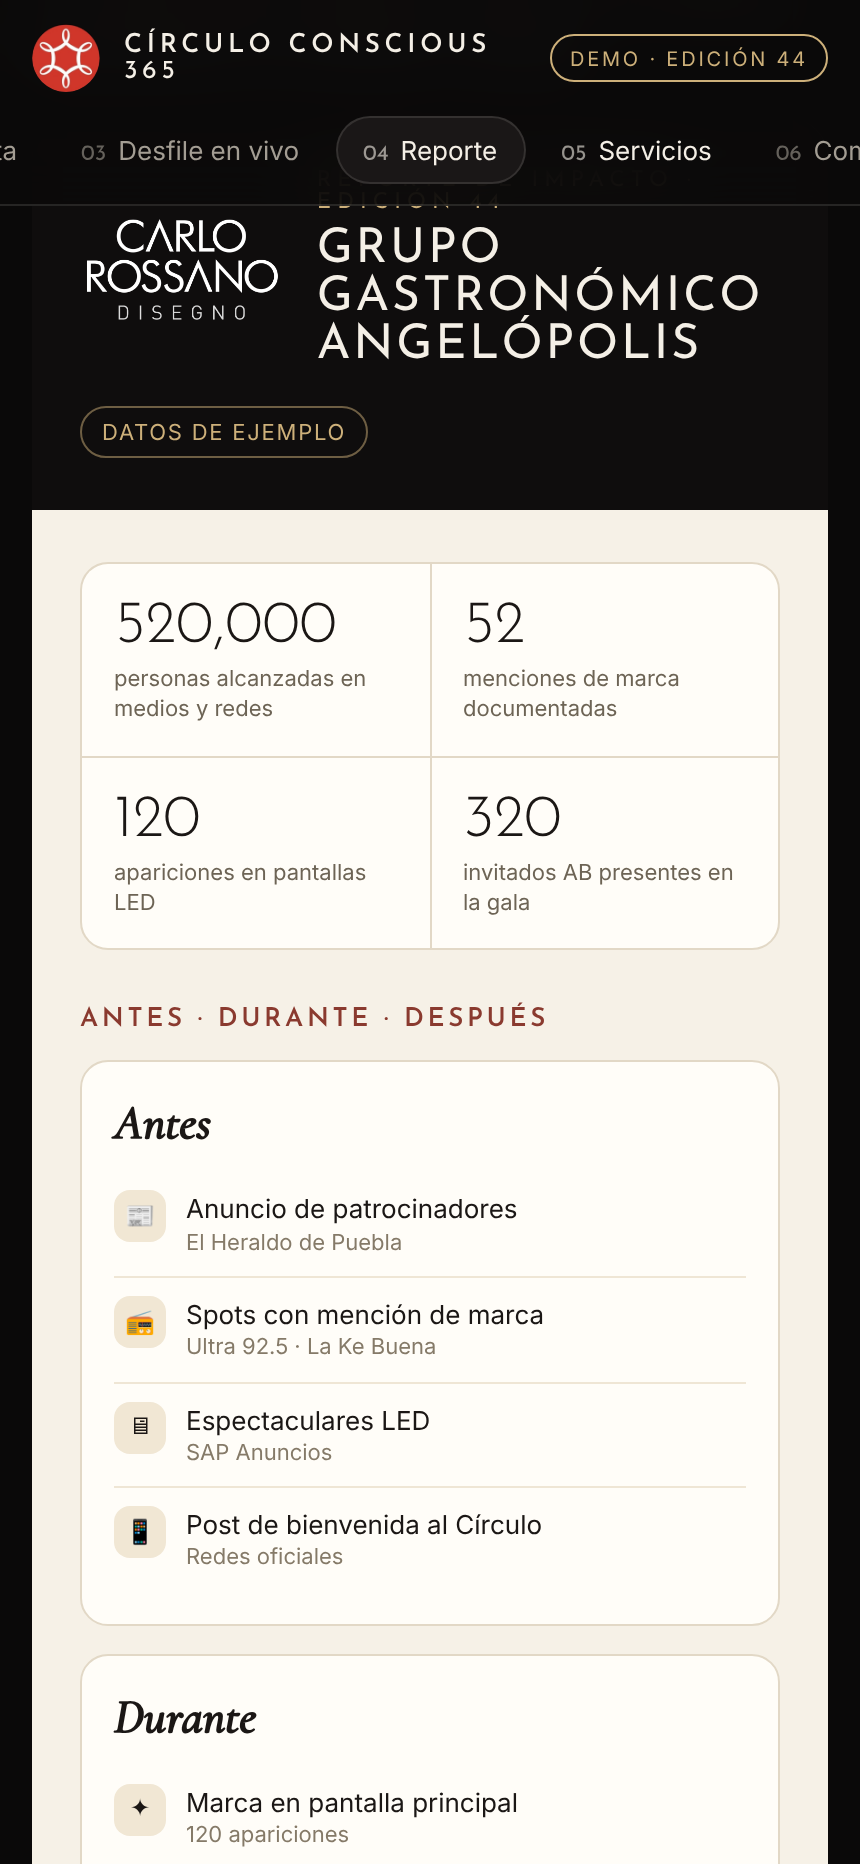 CÍRCULO CONSCIOUS
365
DEMO · EDICIÓN 44
ta
03 Desfile en vivo
04 Reporte
05 Servicios
06 Con
IMPACTO
EDICIÓN 44
CARLO
ROSSANO
DISEGNO
GRUPO
GASTRONÓMICO
ANGELÓPOLIS
DATOS DE EJEMPLO
520,000
personas alcanzadas en
medios y redes
52
menciones de marca
documentadas
120
apariciones en pantallas
LED
320
invitados AB presentes en
la gala
ANTES · DURANTE · DESPUÉS
Antes
Anuncio de patrocinadores
El Heraldo de Puebla
Spots con mención de marca
Ultra 92.5 · La Ke Buena
Espectaculares LED
SAP Anuncios
Post de bienvenida al Círculo
Redes oficiales
Durante
Marca en pantalla principal
120 apariciones